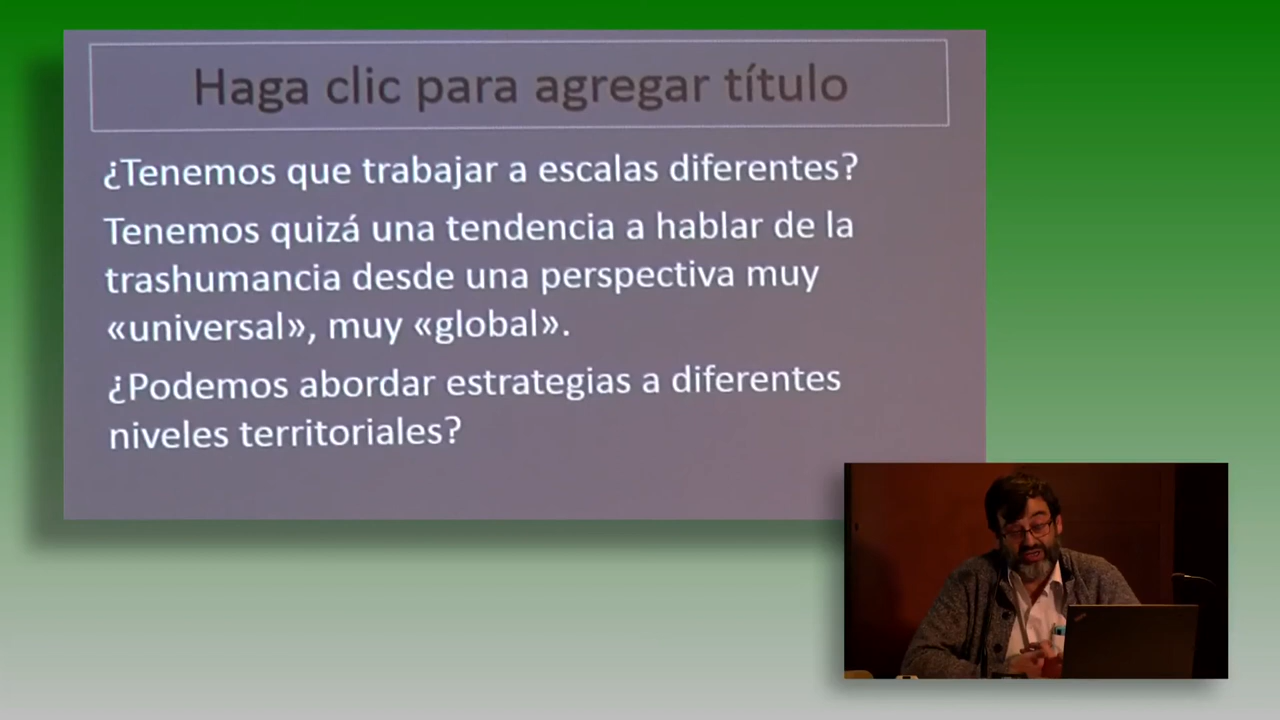 Haga clic para agregar título
¿Tenemos que trabajar a escalas diferentes?
Tenemos quizá una tendencia a hablar de la
trashumancia desde una perspectiva muy
«universal», muy «global».
¿Podemos abordar estrategias a diferentes
niveles territoriales?